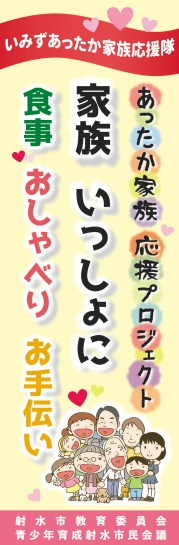 いみずあったか家族応援隊
あったか家族 応援プロジェクト
家族 いっしょに
食事 おしゃべり お手伝い
射水市教育委員会
青少年育成射水市民会議